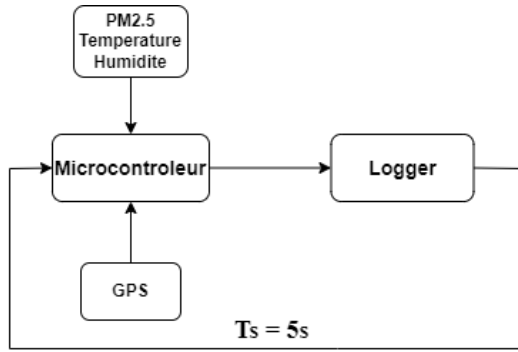 PM2.5
Temperature
Humidite
Microcontroleur
Logger
GPS
Ts = 5s